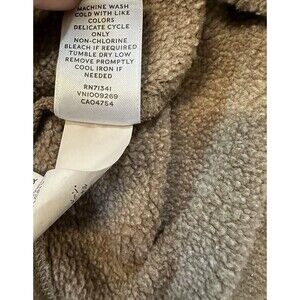 MACHINE WASH
COLD WITH LIKE
COLORS
DELICATE CYCLE
ONLY
NON-CHLORINE
BLEACH IF REQUIRED
TUMBLE DRY LOW
REMOVE PROMPTLY
COOL IRON IF
NEEDED
RN71341
VN1009269
CA04754